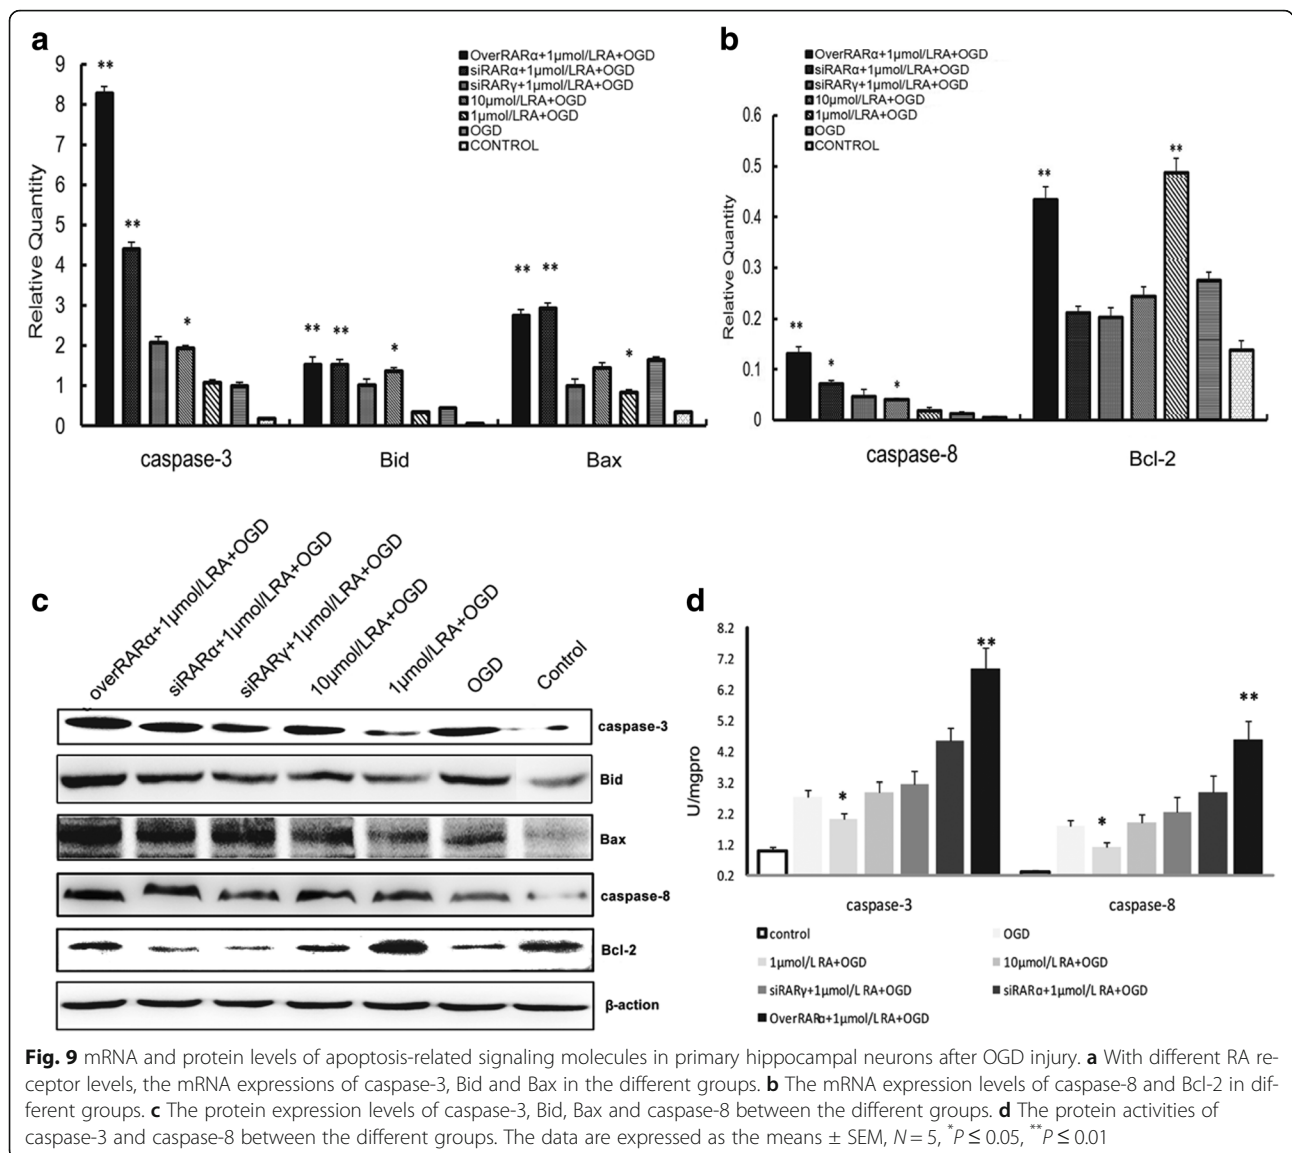 a
OverRARα+1μmol/LRA+OGD
siRARα+1μmol/LRA+OGD
siRARγ+1μmol/LRA+OGD
10μmol/LRA+OGD
1μmol/LRA+OGD
OGD
CONTROL
Relative Quantity
9
8
7
6
5
4
3
2
1
0
**
**
*
**
**
*
**
**
*
caspase-3 Bid Bax
b
OverRARα+1μmol/LRA+OGD
siRARα+1μmol/LRA+OGD
siRARγ+1μmol/LRA+OGD
10μmol/LRA+OGD
1μmol/LRA+OGD
OGD
CONTROL
Relative Quantity
0.6
0.5
0.4
0.3
0.2
0.1
0
**
*
*
**
**
caspase-8 Bcl-2
c
overRARα+1μmol/LRA+OGD
siRARα+1μmol/LRA+OGD
siRARγ+1μmol/LRA+OGD
10μmol/LRA+OGD
1μmol/LRA+OGD
OGD
Control
caspase-3
Bid
Bax
caspase-8
Bcl-2
β-action
d
U/mgpro
8.2
7.2
6.2
5.2
4.2
3.2
2.2
1.2
0.2
*
**
*
**
caspase-3 caspase-8
control OGD
1μmol/LRA+OGD 10μmol/LRA+OGD
siRARγ+1μmol/LRA+OGD siRARα+1μmol/LRA+OGD
OverRARα+1μmol/LRA+OGD
Fig. 9 mRNA and protein levels of apoptosis-related signaling molecules in primary hippocampal neurons after OGD injury. a With different RA re-
ceptor levels, the mRNA expressions of caspase-3, Bid and Bax in the different groups. b The mRNA expression levels of caspase-8 and Bcl-2 in dif-
ferent groups. c The protein expression levels of caspase-3, Bid, Bax and caspase-8 between the different groups. d The protein activities of
caspase-3 and caspase-8 between the different groups. The data are expressed as the means ± SEM, N = 5, *P ≤ 0.05, **P ≤ 0.01